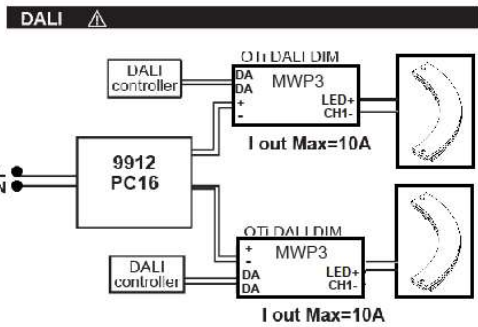 DALI
OTi DALI DIM
DALI
controller
DA
DA
+
-
MWP3
LED+
CH1-
I out Max=10A
9912
PC16
N
OTi DALI DIM
+
-
DA
DA
MWP3
LED+
CH1-
DALI
controller
I out Max=10A